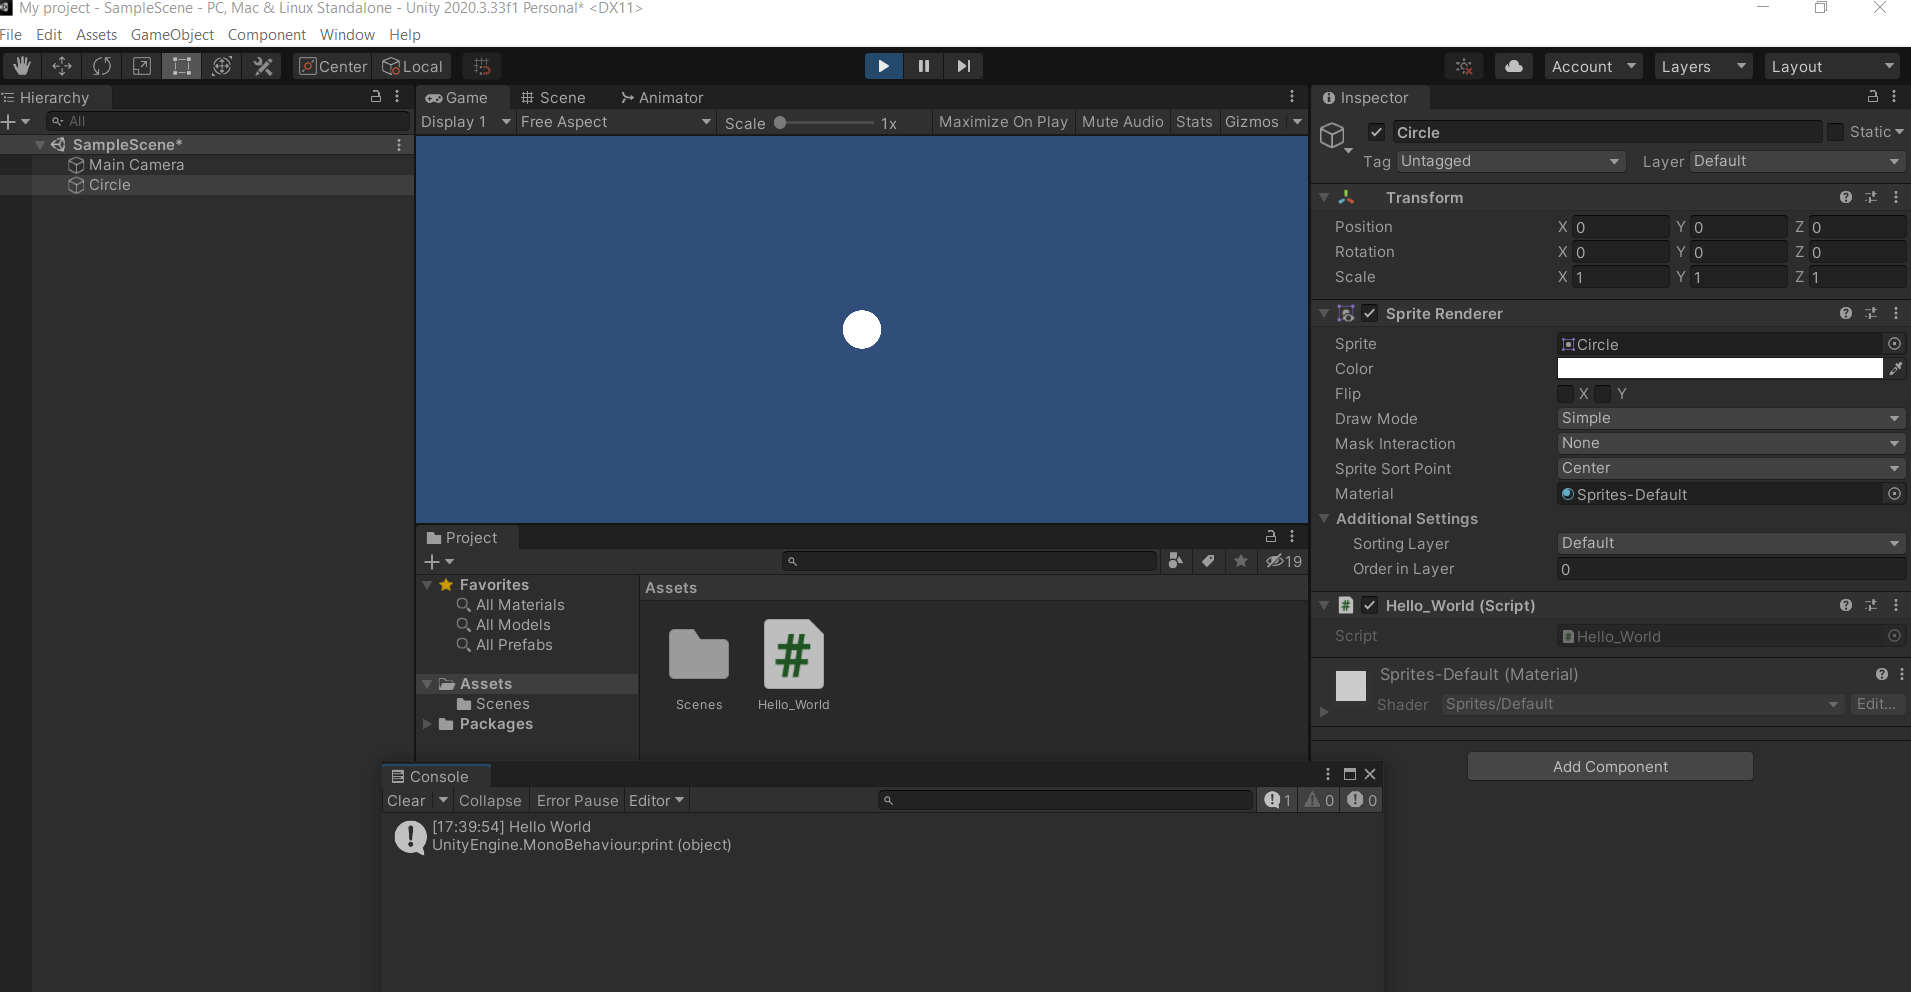 My project - SampleScene - PC, Mac & Linux Standalone - Unity 2020.3.33f1 Personal* <DX11>
File Edit Assets GameObject Component Window Help
Center Local Account Layers Layout
Hierarchy
All
SampleScene*
Main Camera
Circle
Game Scene Animator
Display 1 Free Aspect Scale 1x Maximize On Play Mute Audio Stats Gizmos
Project
19
Favorites
All Materials
All Models
All Prefabs
Assets
Scenes
Packages
Assets
Scenes Hello_World
Console
Clear Collapse Error Pause Editor 1 0 0
[17:39:54] Hello World
UnityEngine.MonoBehaviour:print (object)
Inspector
Circle Static
Tag Untagged Layer Default
Transform
Position X 0 Y 0 Z 0
Rotation X 0 Y 0 Z 0
Scale X 1 Y 1 Z 1
Sprite Renderer
Sprite Circle
Color
Flip X Y
Draw Mode Simple
Mask Interaction None
Sprite Sort Point Center
Material Sprites-Default
Additional Settings
Sorting Layer Default
Order in Layer 0
# Hello_World (Script)
Script Hello_World
Sprites-Default (Material)
Shader Sprites/Default Edit...
Add Component